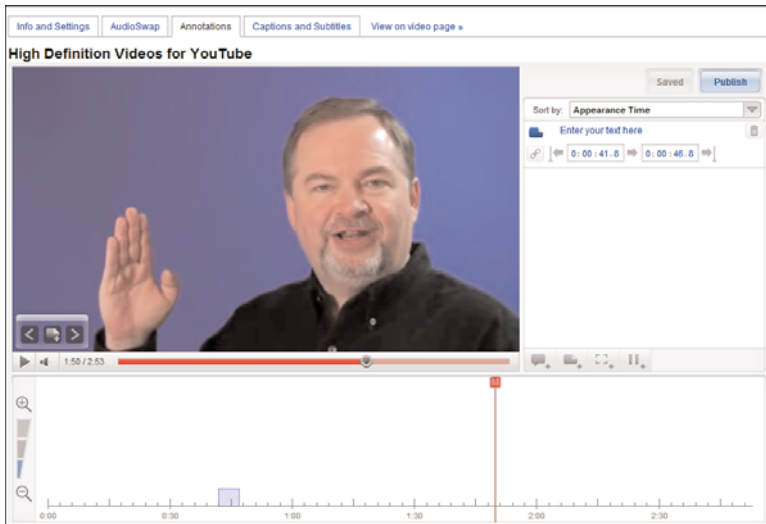 Info and Settings AudioSwap Annotations Captions and Subtitles View on video page »
High Definition Videos for YouTube
Saved Publish
Sort by: Appearance Time
Enter your text here
0:00:41.8 0:00:46.8
1:50 / 2:53
0:00 0:30 1:00 1:30 2:00 2:30